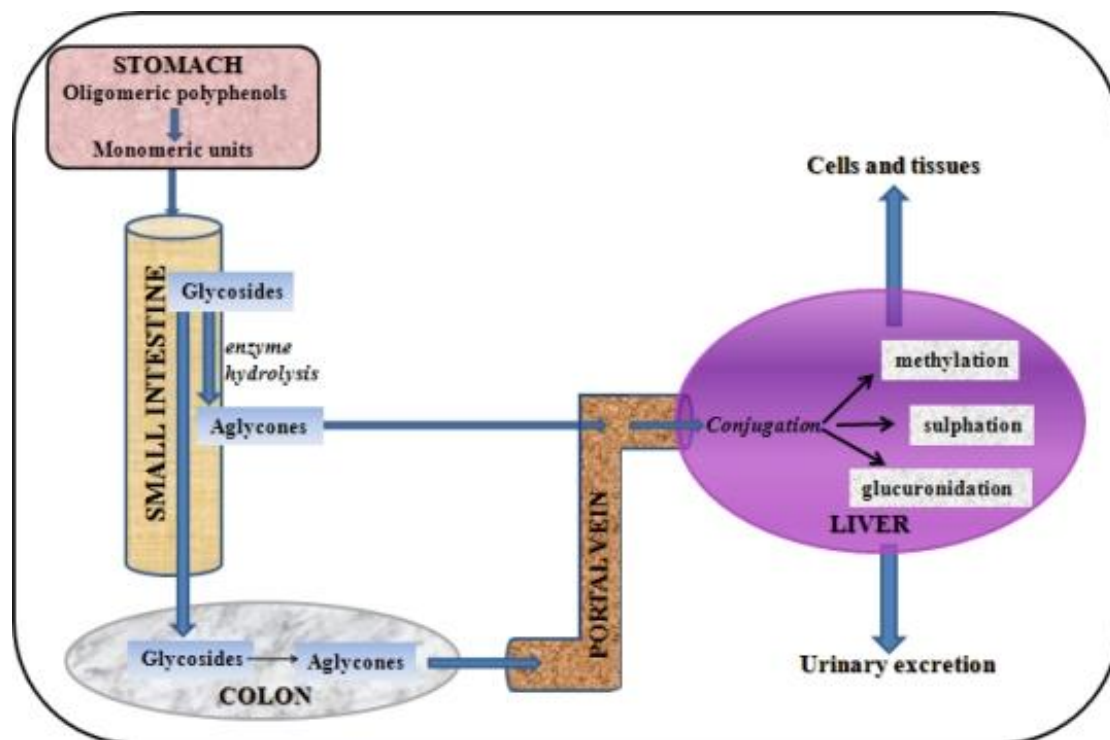 STOMACH
Oligomeric polyphenols
Monomeric units
SMALL INTESTINE
Glycosides
enzyme
hydrolysis
Aglycones
Glycosides
Aglycones
COLON
PORTAL VEIN
Cells and tissues
Conjugation
methylation
sulphation
glucuronidation
LIVER
Urinary excretion